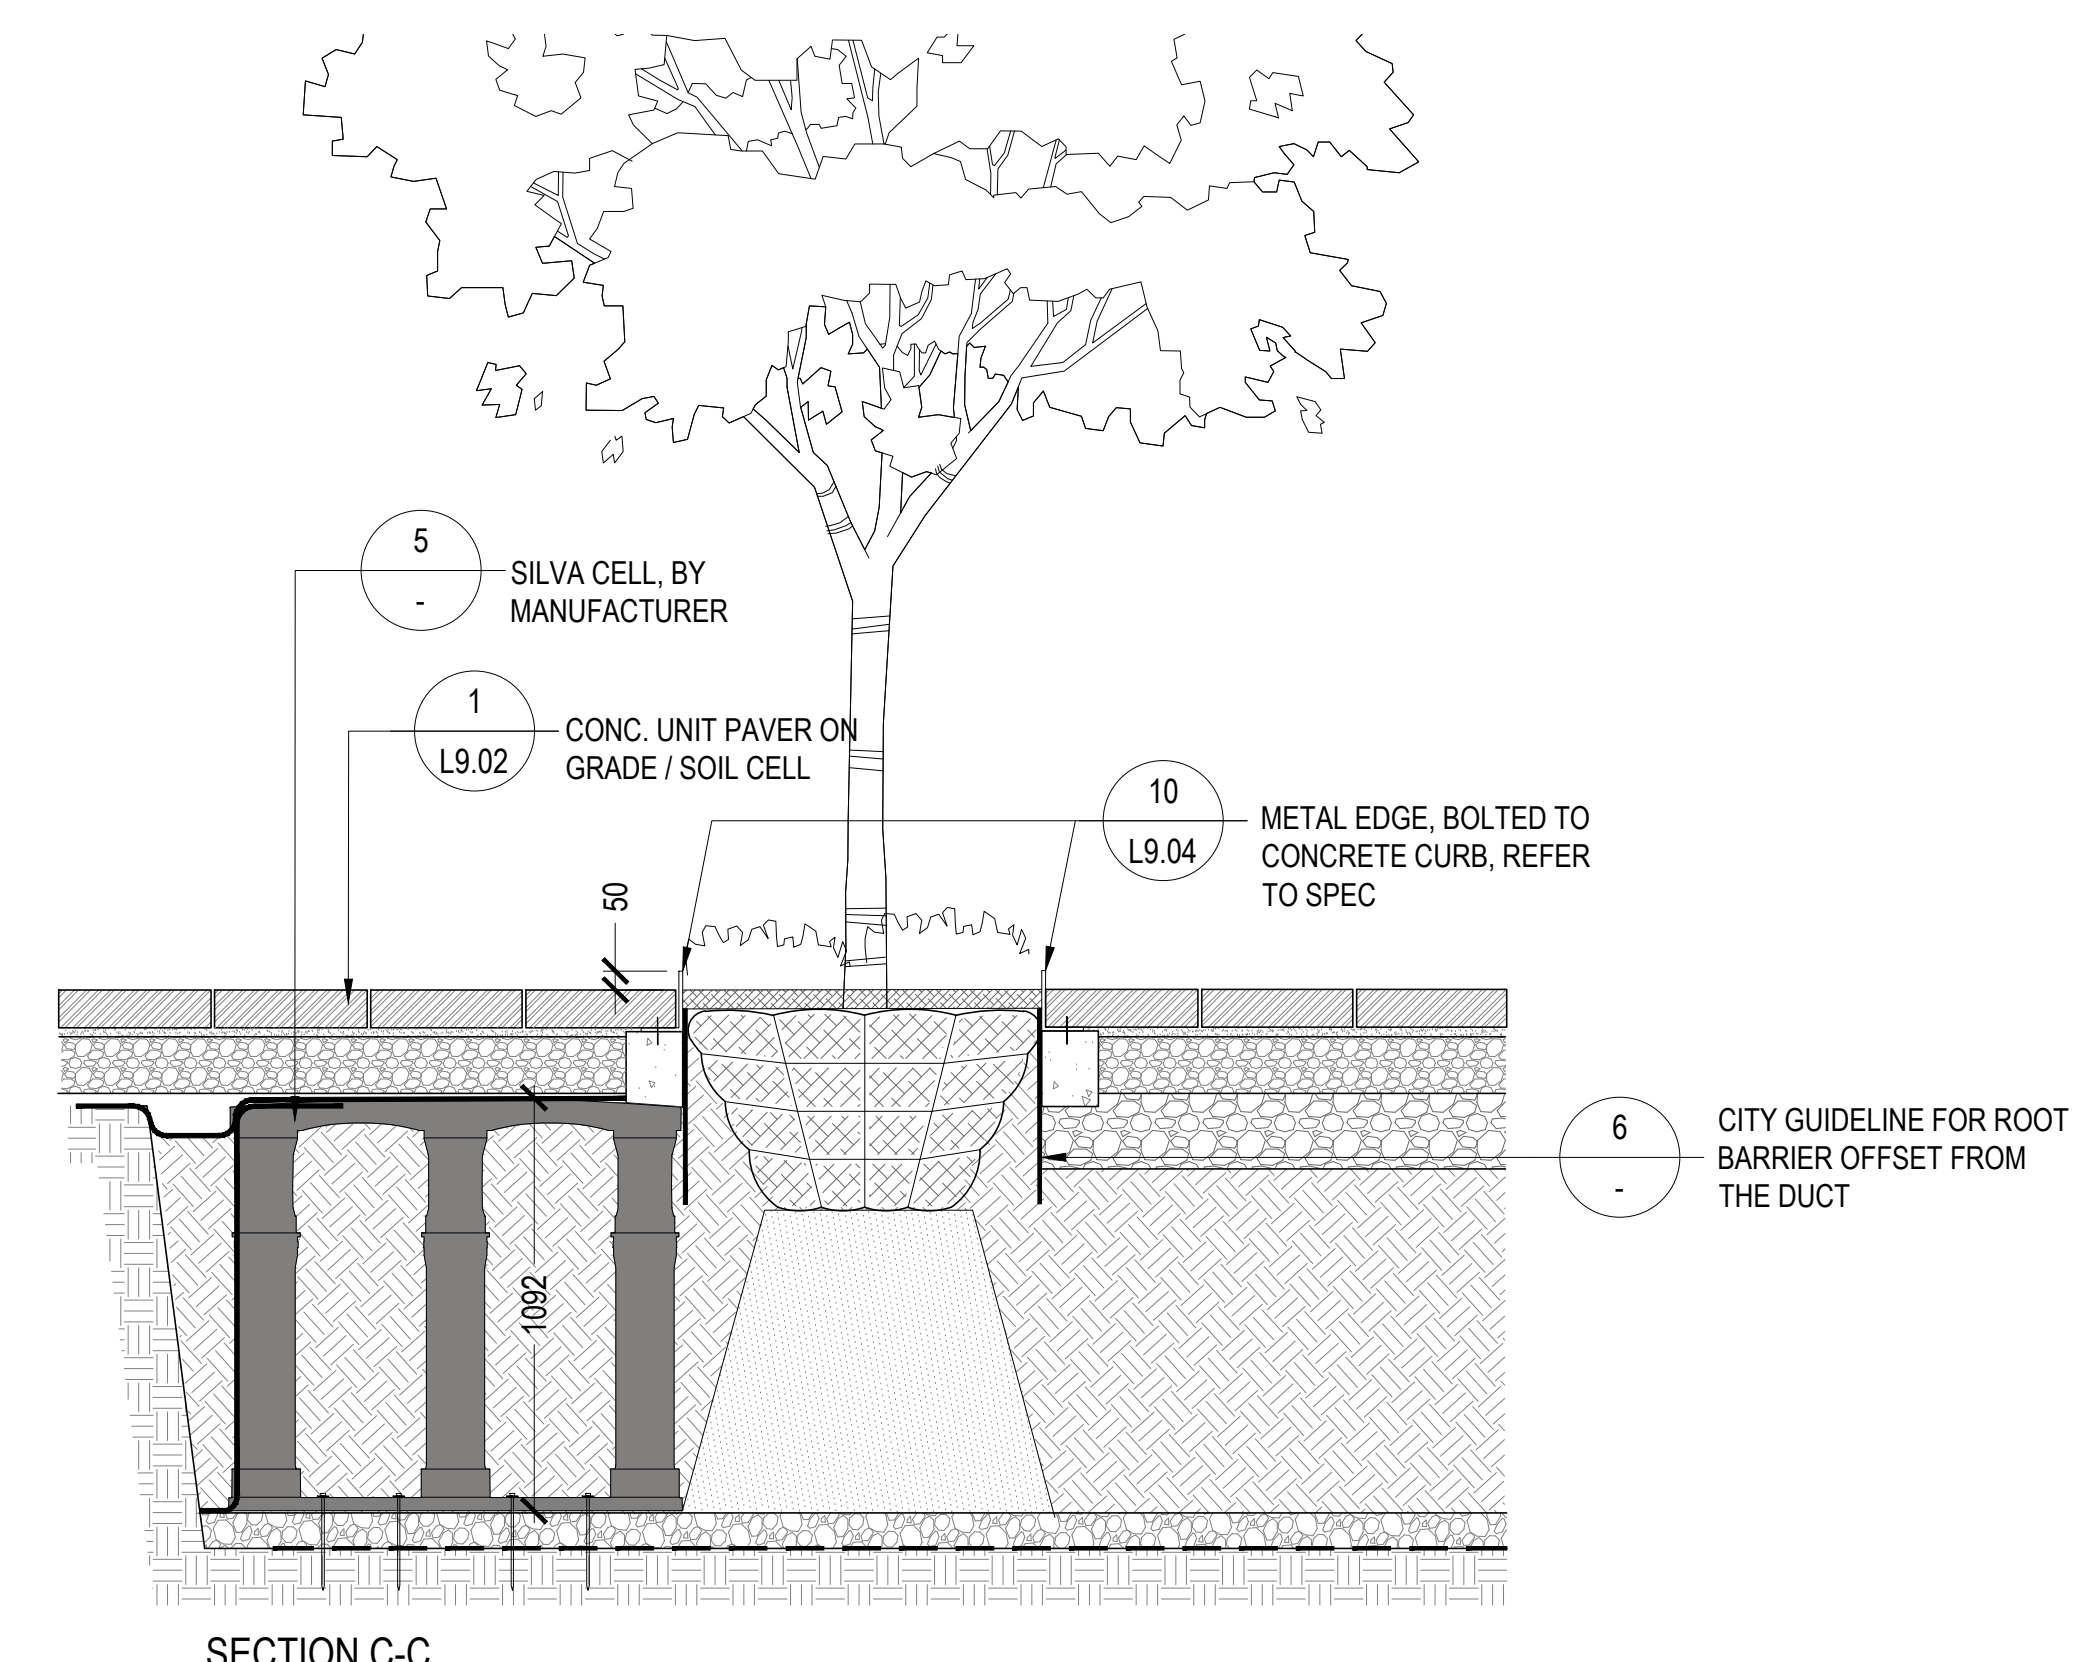 5
-
SILVA CELL, BY
MANUFACTURER
1
L9.02
CONC. UNIT PAVER ON
GRADE / SOIL CELL
10
L9.04
METAL EDGE, BOLTED TO
CONCRETE CURB, REFER
TO SPEC
50
6
-
CITY GUIDELINE FOR ROOT
BARRIER OFFSET FROM
THE DUCT
1092
SECTION C-C